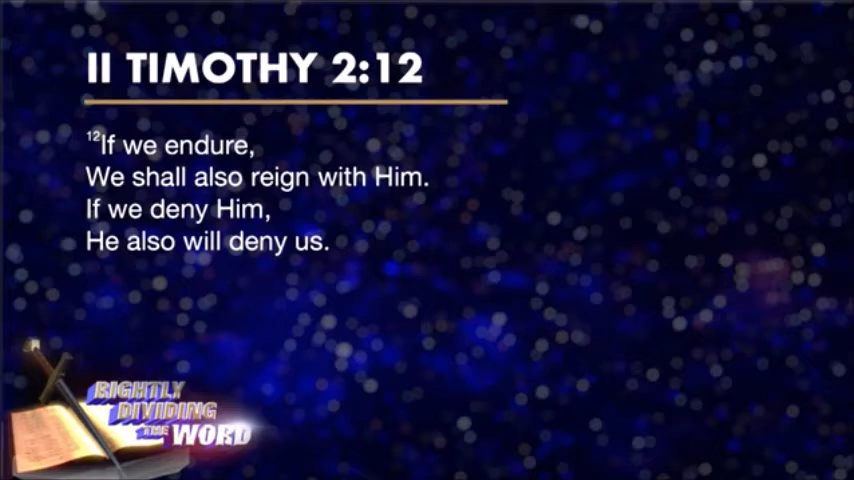 II TIMOTHY 2:12
12If we endure,
We shall also reign with Him.
If we deny Him,
He also will deny us.
RIGHTLY
DIVIDING
THE WORD